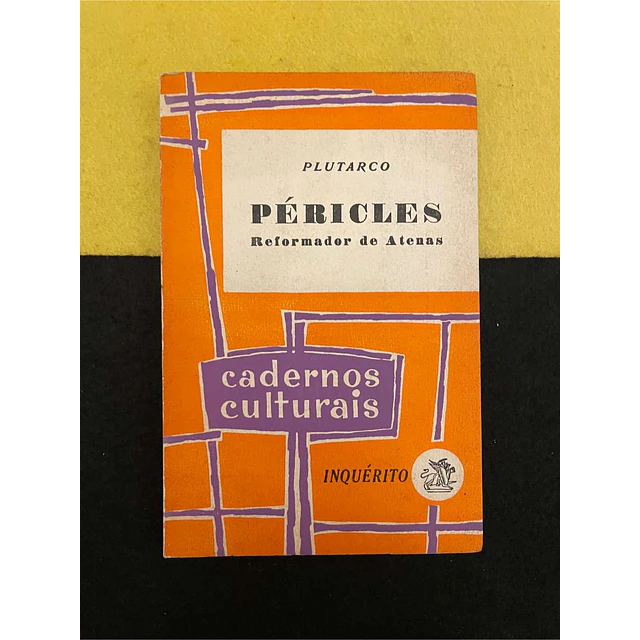 PLUTARCO
PÉRICLES
Reformador de Atenas
cadernos
culturais
INQUÉRITO